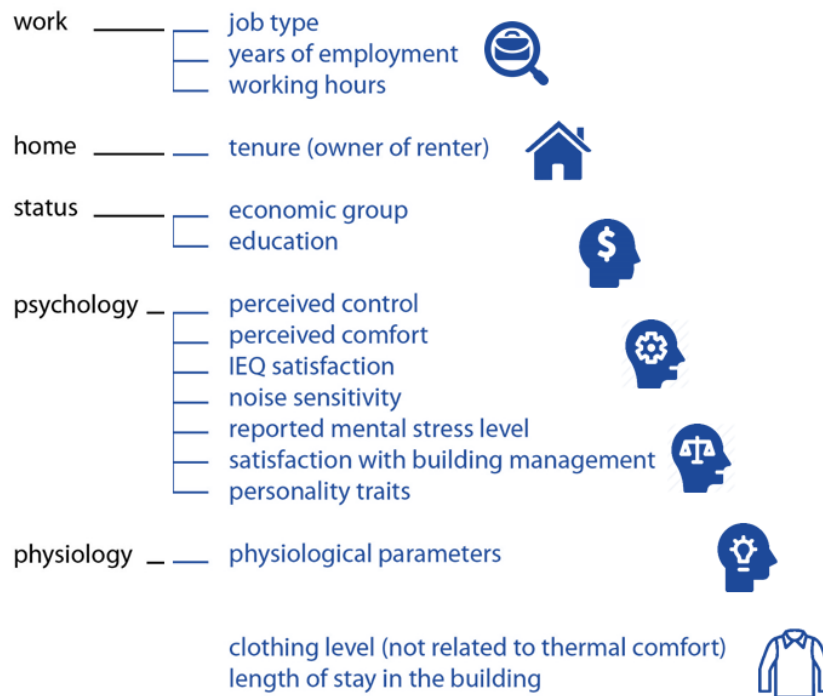 work job type
years of employment
working hours
home tenure (owner of renter)
status economic group
education
psychology perceived control
perceived comfort
IEQ satisfaction
noise sensitivity
reported mental stress level
satisfaction with building management
personality traits
physiology physiological parameters
clothing level (not related to thermal comfort)
length of stay in the building
$